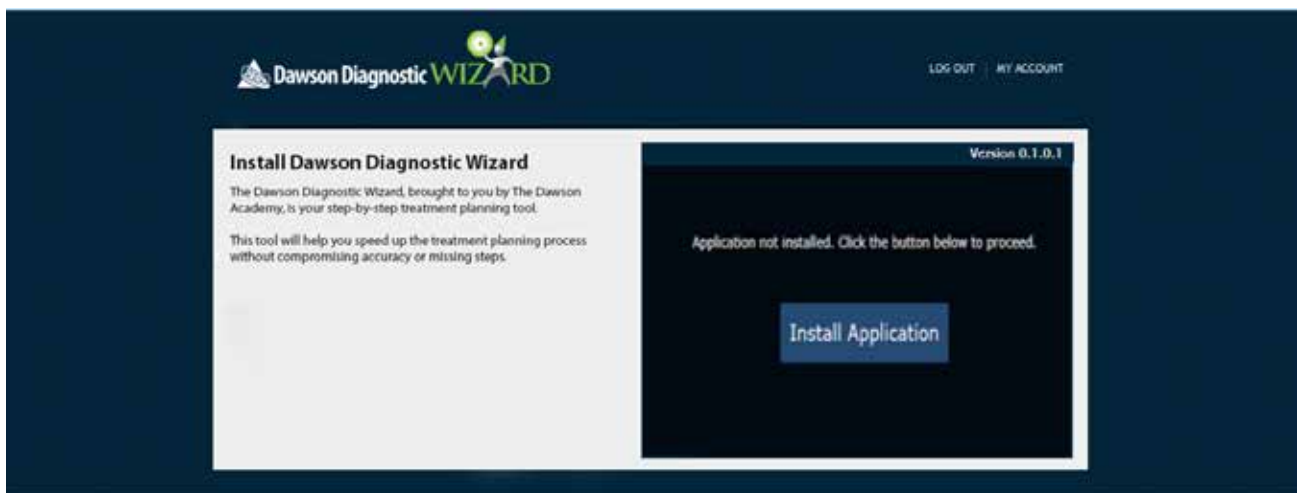 Dawson Diagnostic WIZARD
LOG OUT | MY ACCOUNT
Install Dawson Diagnostic Wizard
The Dawson Diagnostic Wizard, brought to you by The Dawson
Academy, is your step-by-step treatment planning tool.
This tool will help you speed up the treatment planning process
without compromising accuracy or missing steps.
Version 0.1.0.1
Application not installed. Click the button below to proceed.
Install Application